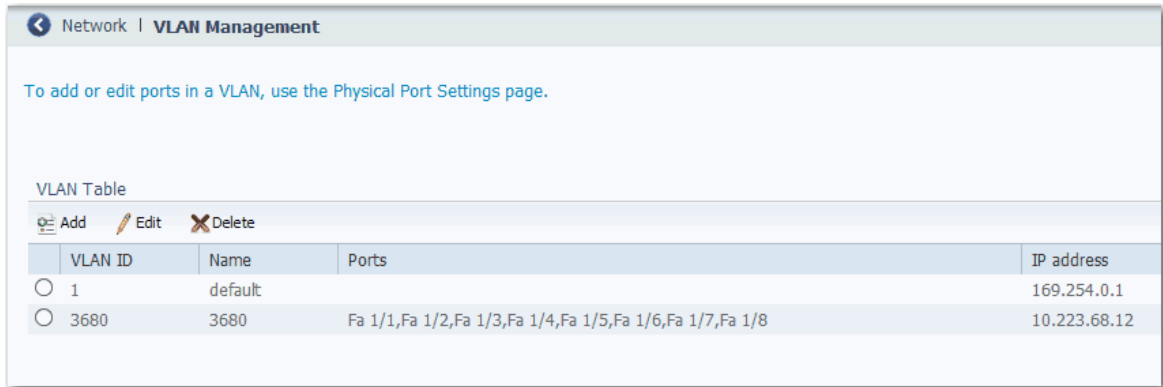 Network | VLAN Management
To add or edit ports in a VLAN, use the Physical Port Settings page.
VLAN Table
Add Edit Delete
VLAN ID Name Ports IP address
1 default 169.254.0.1
3680 3680 Fa 1/1,Fa 1/2,Fa 1/3,Fa 1/4,Fa 1/5,Fa 1/6,Fa 1/7,Fa 1/8 10.223.68.12